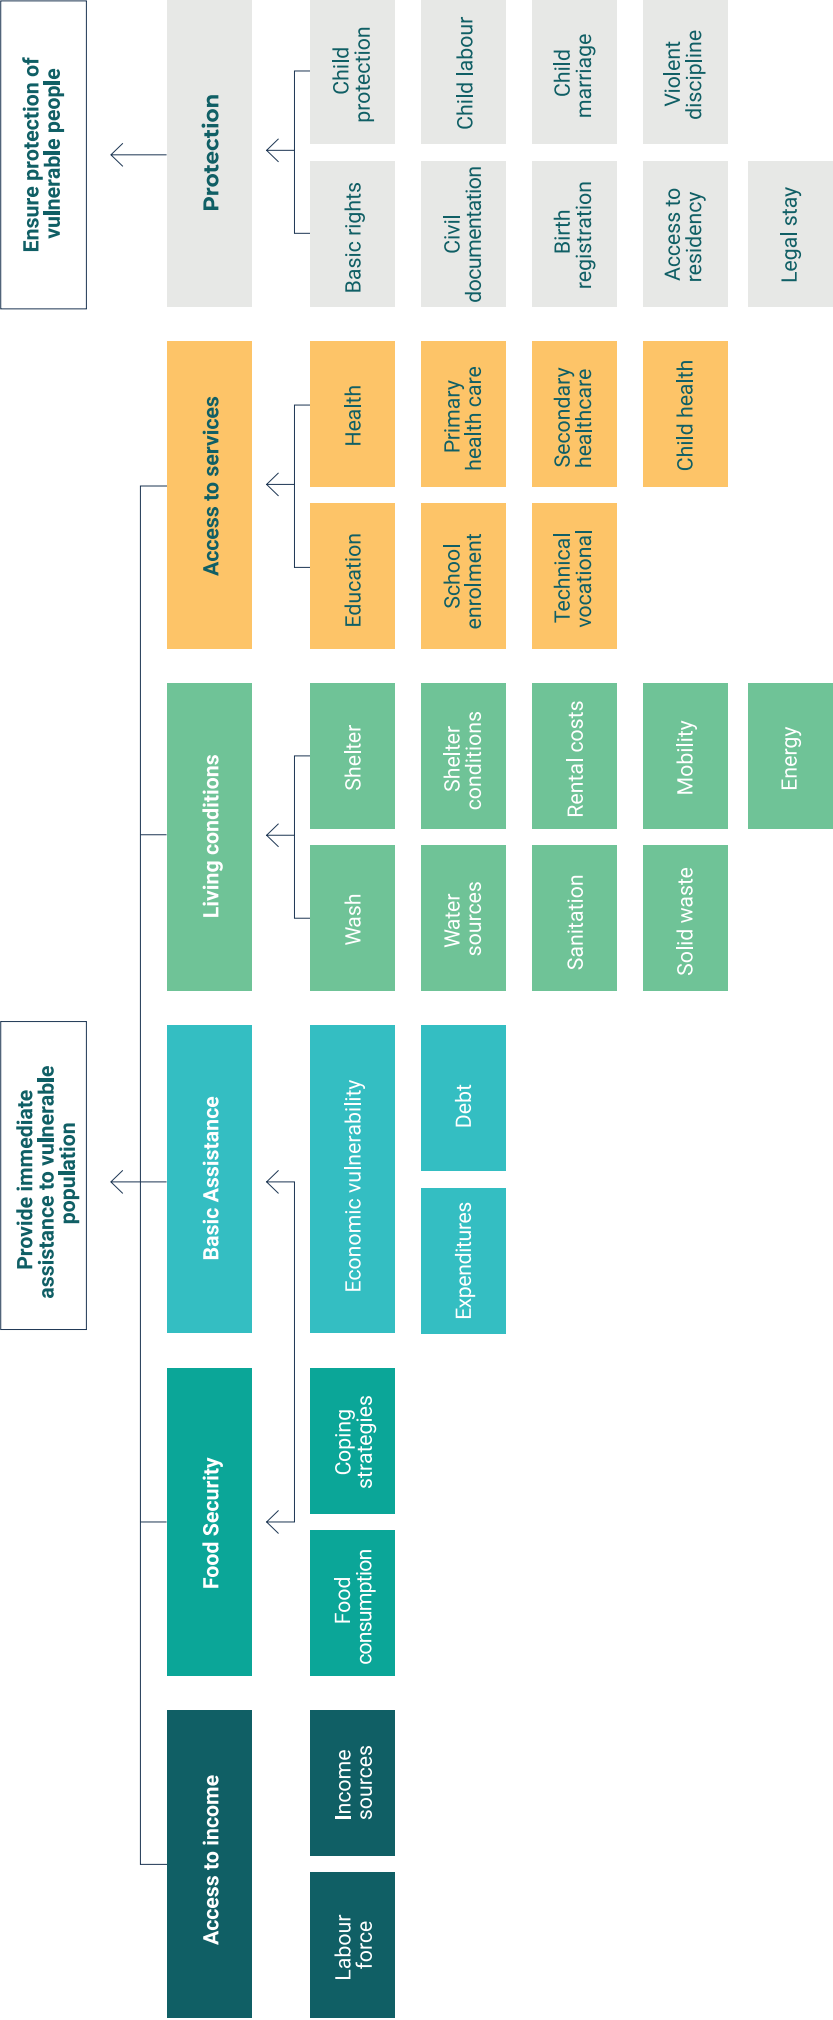 Provide immediate
assistance to vulnerable
population
Ensure protection of
vulnerable people
Access to income
Food Security
Basic Assistance
Living conditions
Access to services
Protection
Labour
force
Income
sources
Food
consumption
Coping
strategies
Economic vulnerability
Wash
Shelter
Education
Health
Basic rights
Child
protection
Expenditures
Debt
Water
sources
Shelter
conditions
School
enrolment
Primary
health care
Civil
documentation
Child labour
Sanitation
Rental costs
Technical
vocational
Secondary
healthcare
Birth
registration
Child
marriage
Solid waste
Mobility
Child health
Access to
residency
Violent
discipline
Energy
Legal stay